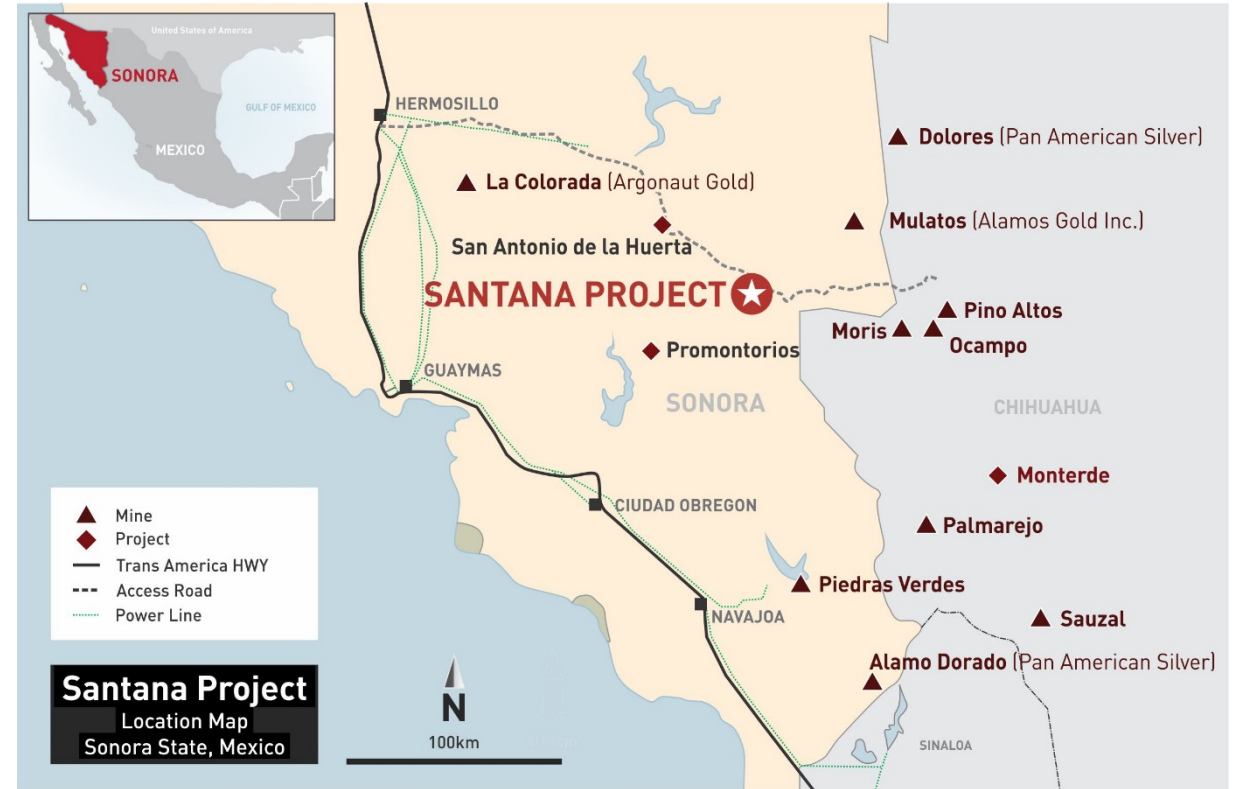 United States of America
SONORA
GULF OF MEXICO
MEXICO
HERMOSILLO
Dolores (Pan American Silver)
La Colorada (Argonaut Gold)
Mulatos (Alamos Gold Inc.)
San Antonio de la Huerta
SANTANA PROJECT
Pino Altos
Moris
Ocampo
Promontorios
GUAYMAS
SONORA
CHIHUAHUA
Monterde
CIUDAD OBREGON
Palmarejo
Piedras Verdes
NAVAJOA
Sauzal
Alamo Dorado (Pan American Silver)
SINALOA
Mine
Project
Trans America HWY
Access Road
Power Line
Santana Project
Location Map
Sonora State, Mexico
N
100km